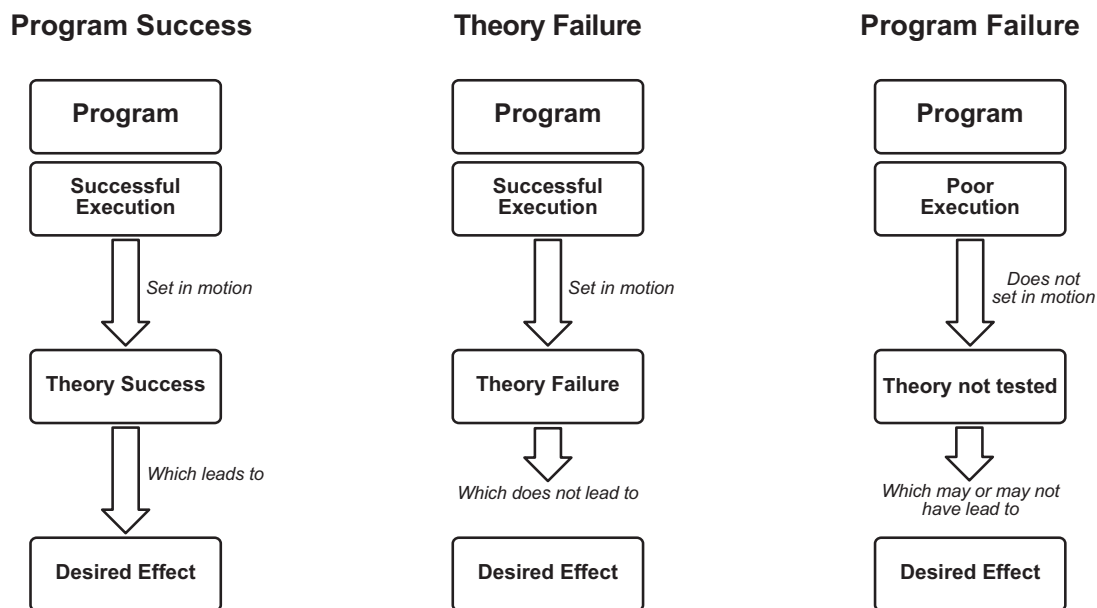 Program Success
Theory Failure
Program Failure
Program
Program
Program
Successful
Execution
Successful
Execution
Poor
Execution
Set in motion
Set in motion
Does not
set in motion
Theory Success
Theory Failure
Theory not tested
Which leads to
Which does not lead to
Which may or may not
have lead to
Desired Effect
Desired Effect
Desired Effect